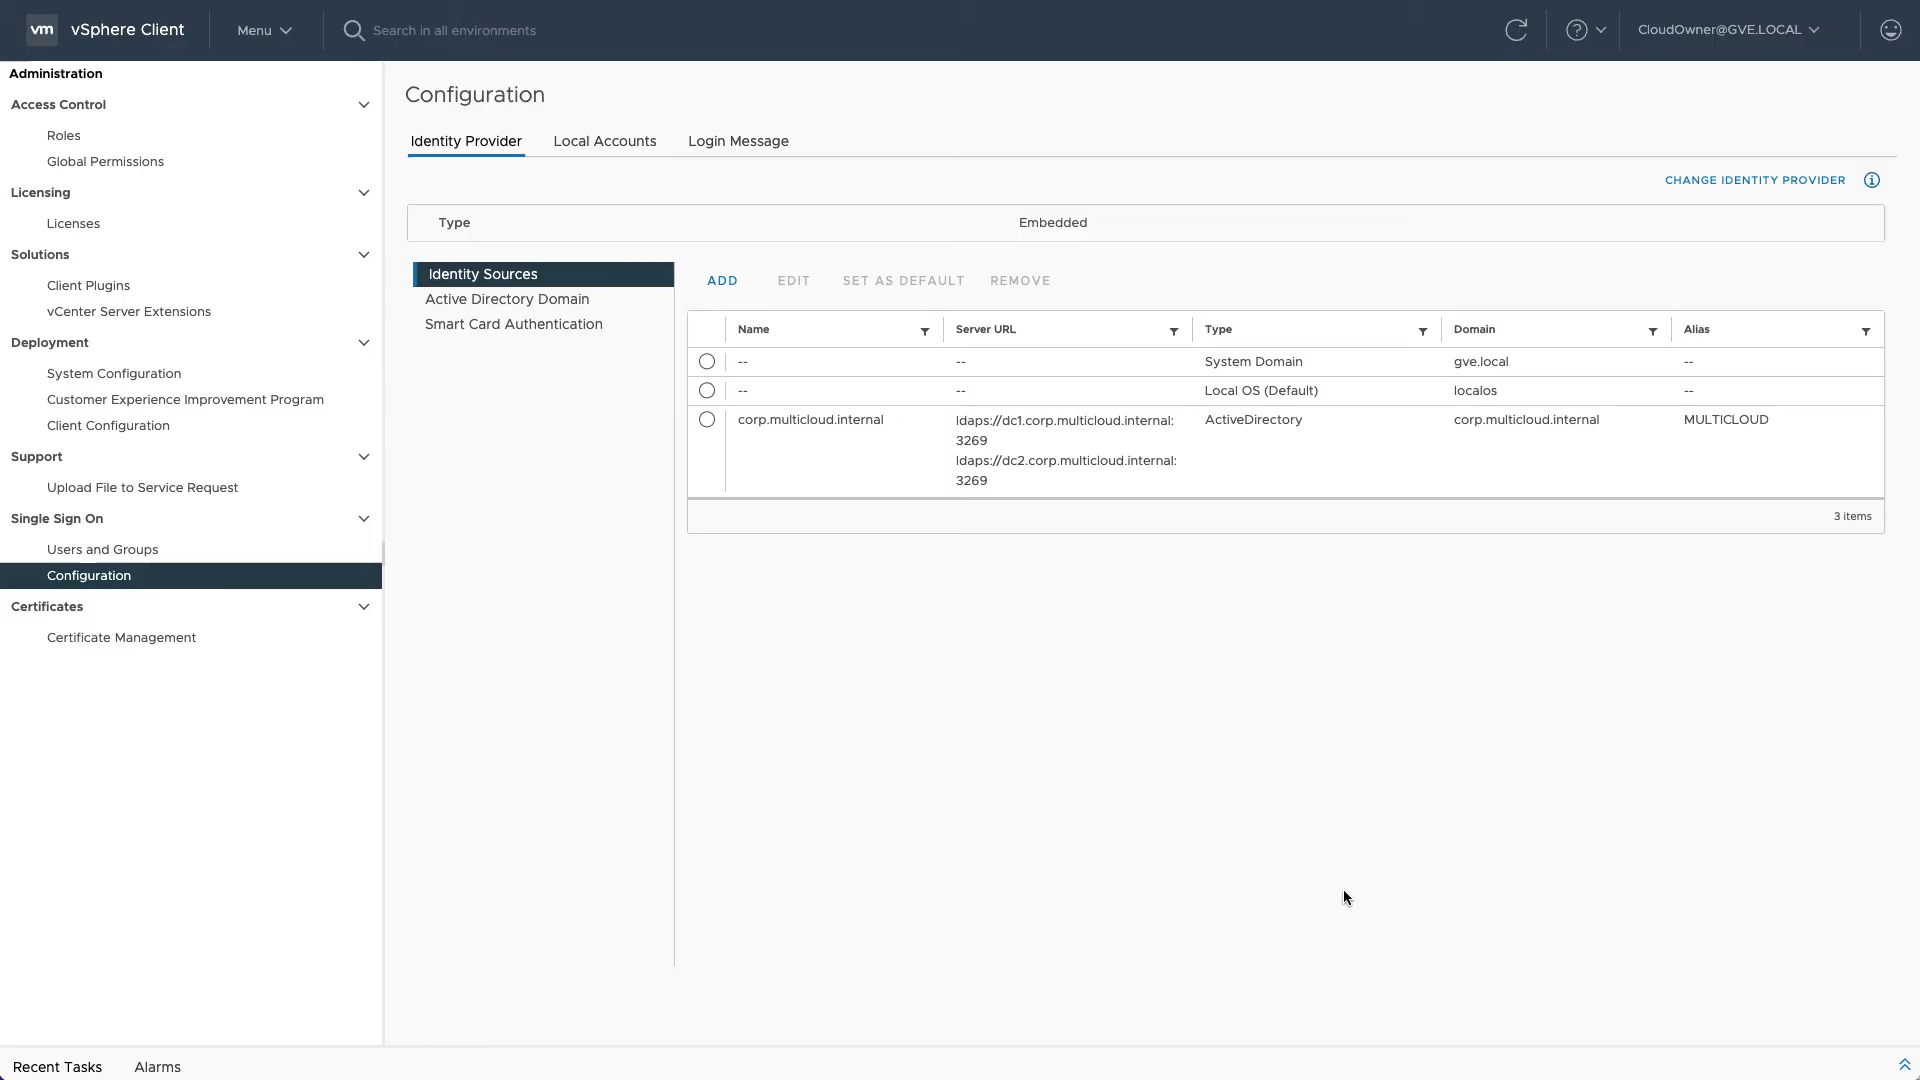 vm vSphere Client Menu Search in all environments CloudOwner@GVE.LOCAL
Administration
Access Control
Roles
Global Permissions
Licensing
Licenses
Solutions
Client Plugins
vCenter Server Extensions
Deployment
System Configuration
Customer Experience Improvement Program
Client Configuration
Support
Upload File to Service Request
Single Sign On
Users and Groups
Configuration
Certificates
Certificate Management
Configuration
Identity Provider Local Accounts Login Message
CHANGE IDENTITY PROVIDER
Type Embedded
Identity Sources
Active Directory Domain
Smart Card Authentication
ADD EDIT SET AS DEFAULT REMOVE
Name Server URL Type Domain Alias
-- -- System Domain gve.local --
-- -- Local OS (Default) localos --
corp.multicloud.internal ldaps://dc1.corp.multicloud.internal: ActiveDirectory corp.multicloud.internal MULTICLOUD
3269
ldaps://dc2.corp.multicloud.internal:
3269
3 items
Recent Tasks Alarms